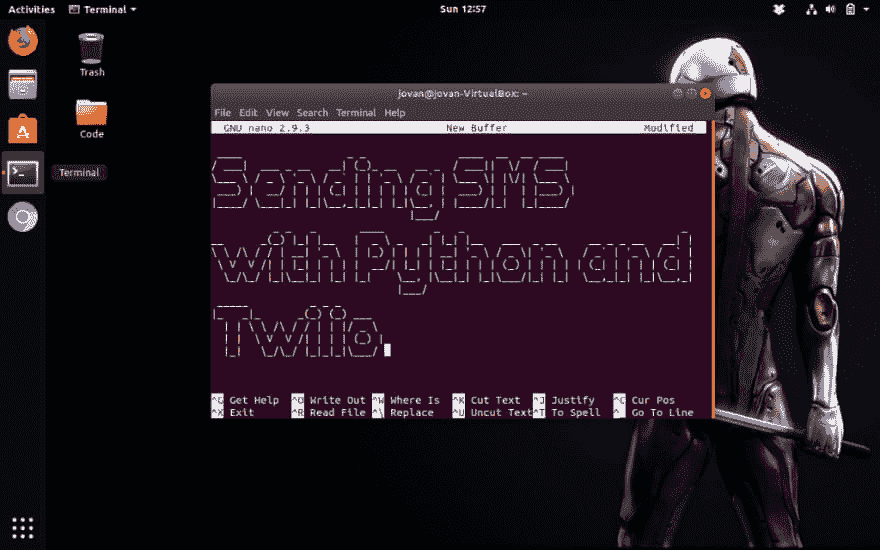 Activities Terminal Sun 12:57
Trash
Code
Terminal
jovan@jovan-VirtualBox: ~
File Edit View Search Terminal Help
GNU nano 2.9.3 New Buffer Modified
Sending SMS
with Python and
Twilio
^G Get Help ^O Write Out ^W Where Is ^K Cut Text ^J Justify ^C Cur Pos
^X Exit ^R Read File ^\ Replace ^U Uncut Text ^T To Spell ^_ Go To Line